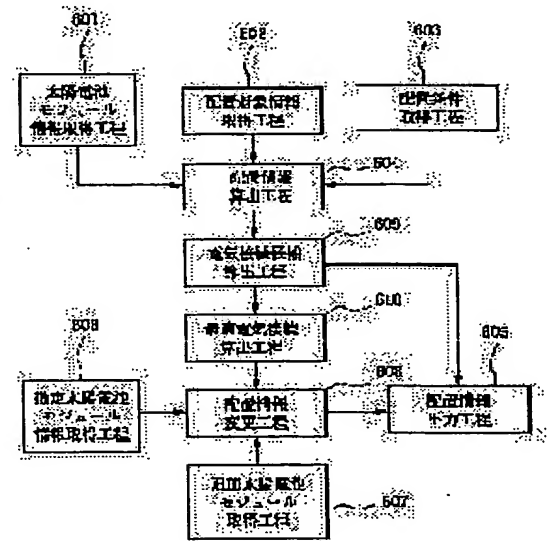 601
602
603
太陽電池
モジュール
情報取得工程
配置対象情報
取得工程
配置条件
取得工程
604
配置情報
算出工程
609
電気接続情報
算出工程
610
最適電気接続
算出工程
606
605
608
指定太陽電池
モジュール
情報取得工程
配置情報
変更工程
配置情報
出力工程
追加太陽電池
モジュール
取得工程
607